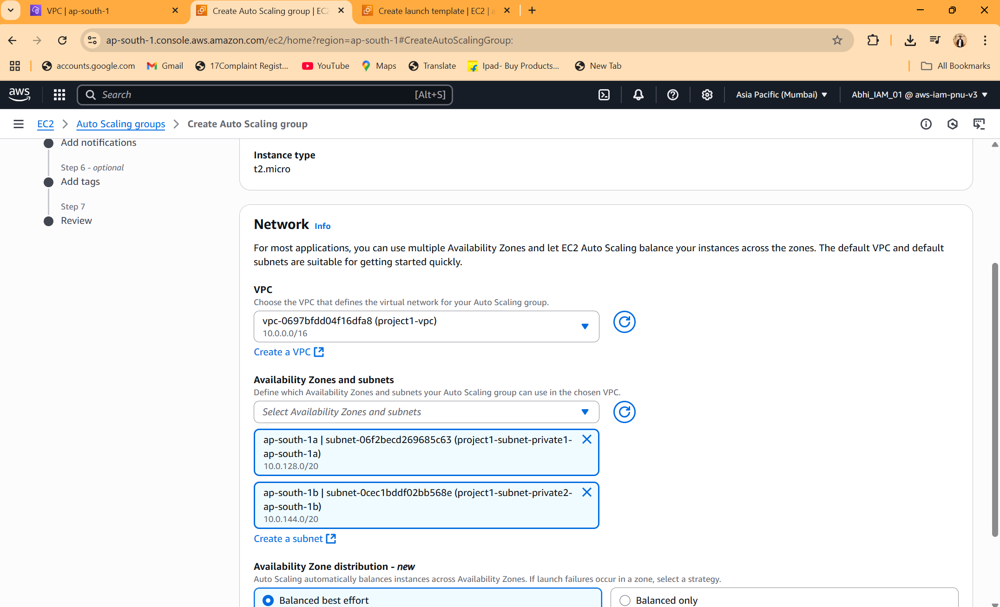 VPC | ap-south-1
Create Auto Scaling group | EC2
Create launch template | EC2 | a
ap-south-1.console.aws.amazon.com/ec2/home?region=ap-south-1#CreateAutoScalingGroup:
accounts.google.com
Gmail
17Complaint Regist...
YouTube
Maps
Translate
Ipad- Buy Products...
New Tab
All Bookmarks
aws
Search
[Alt+S]
Asia Pacific (Mumbai)
Abhi_IAM_01 @ aws-iam-pnu-v3
EC2
Auto Scaling groups
Create Auto Scaling group
Add notifications
Step 6 - optional
Add tags
Step 7
Review
Instance type
t2.micro
Network Info
For most applications, you can use multiple Availability Zones and let EC2 Auto Scaling balance your instances across the zones. The default VPC and default
subnets are suitable for getting started quickly.
VPC
Choose the VPC that defines the virtual network for your Auto Scaling group.
vpc-0697bfdd04f16dfa8 (project1-vpc)
10.0.0.0/16
Create a VPC
Availability Zones and subnets
Define which Availability Zones and subnets your Auto Scaling group can use in the chosen VPC.
Select Availability Zones and subnets
ap-south-1a | subnet-06f2becd269685c63 (project1-subnet-private1-
ap-south-1a)
10.0.128.0/20
ap-south-1b | subnet-0cec1bddf02bb568e (project1-subnet-private2-
ap-south-1b)
10.0.144.0/20
Create a subnet
Availability Zone distribution - new
Auto Scaling automatically balances instances across Availability Zones. If launch failures occur in a zone, select a strategy.
Balanced best effort
Balanced only